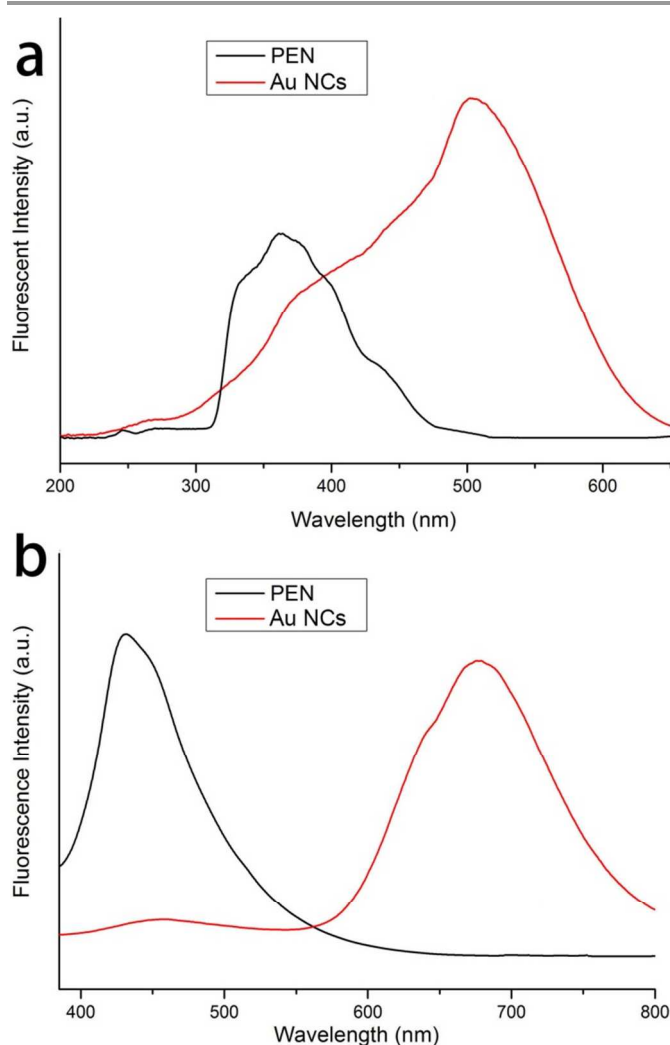 a
PEN
Au NCs
Fluorescent Intensity (a.u.)
200 300 400 500 600
Wavelength (nm)
b
PEN
Au NCs
Fluorescence Intensity (a.u.)
400 500 600 700 800
Wavelength (nm)